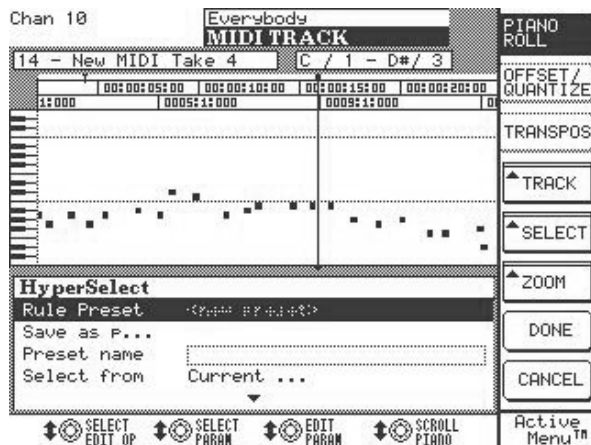 Chan 10
Everybody
MIDI TRACK
14 - New MIDI Take 4
C / 1 - D#/ 3
00:00:05:00 00:00:10:00 00:00:15:00 00:00:20:00
1:000 0005:1:000 0009:1:000
HyperSelect
Rule Preset <new preset>
Save as P...
Preset name
Select from Current ...
SELECT EDIT OP
SELECT PARAM
EDIT PARAM
SCROLL PIANO
PIANO ROLL
OFFSET/ QUANTIZE
TRANSPOS
TRACK
SELECT
ZOOM
DONE
CANCEL
Active Menu™